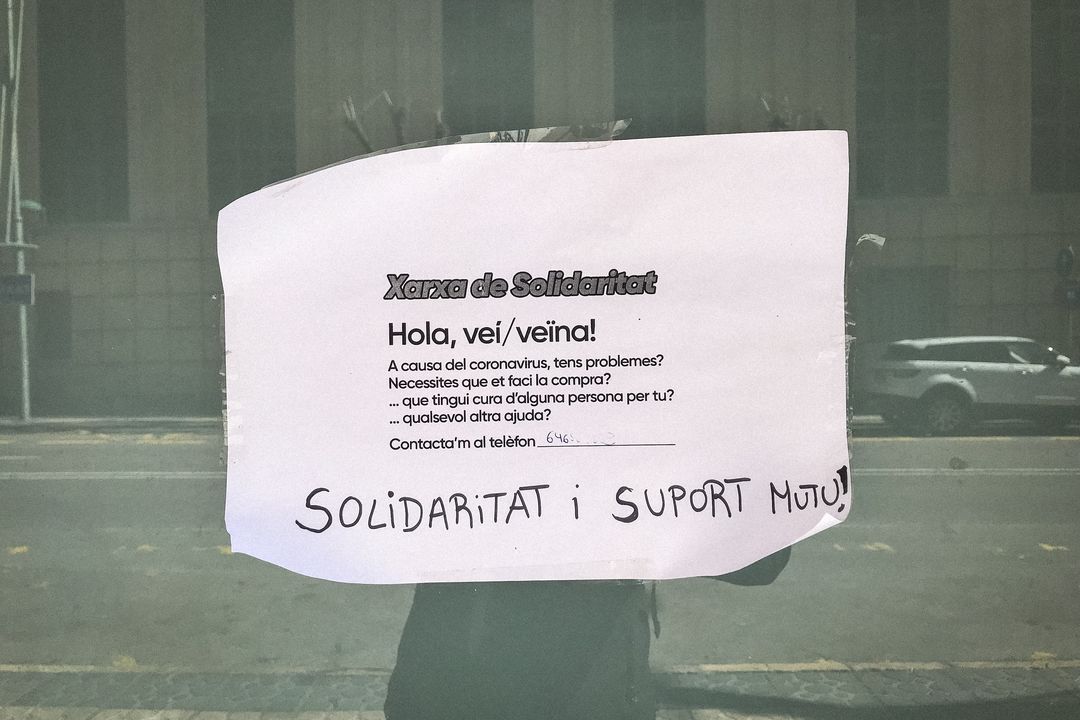 Xarxa de Solidaritat
Hola, veí/veïna!
A causa del coronavirus, tens problemes?
Necessites que et faci la compra?
... que tingui cura d'alguna persona per tu?
... qualsevol altra ajuda?
Contacta'm al telèfon
SOLiDARiTAT i SUPORT MUTU!